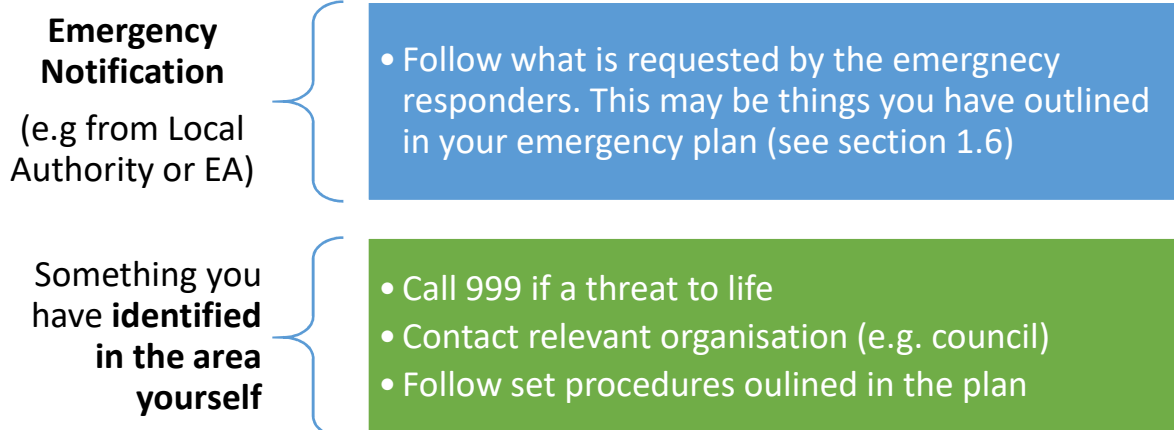 Emergency
Notification
(e.g from Local
Authority or EA)
• Follow what is requested by the emergnecy
responders. This may be things you have outlined
in your emergency plan (see section 1.6)
Something you
have identified
in the area
yourself
• Call 999 if a threat to life
• Contact relevant organisation (e.g. council)
• Follow set procedures oulined in the plan